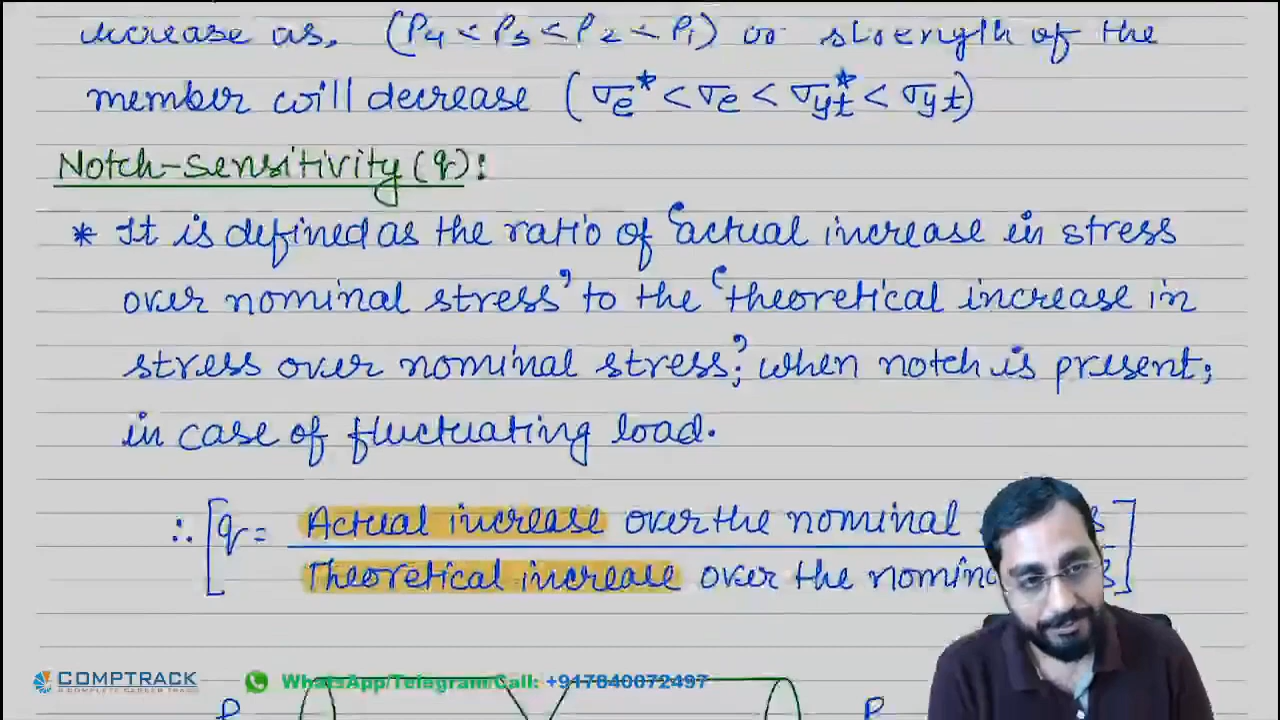 increase as, (P4 < P3 < P2 < P1) or strength of the
member will decrease (σe* < σe < σyt* < σyt)
Notch-Sensitivity (q):
* It is defined as the ratio of 'actual increase in stress
over nominal stress' to the 'theoretical increase in
stress over nominal stress'; when notch is present;
in case of fluctuating load.
∴ [q = Actual increase over the nominal
Theoretical increase over the ]
COMPTRACK
A COMPLETE CAREER TRACK
WhatsApp/Telegram/Call: +917840072497
P P